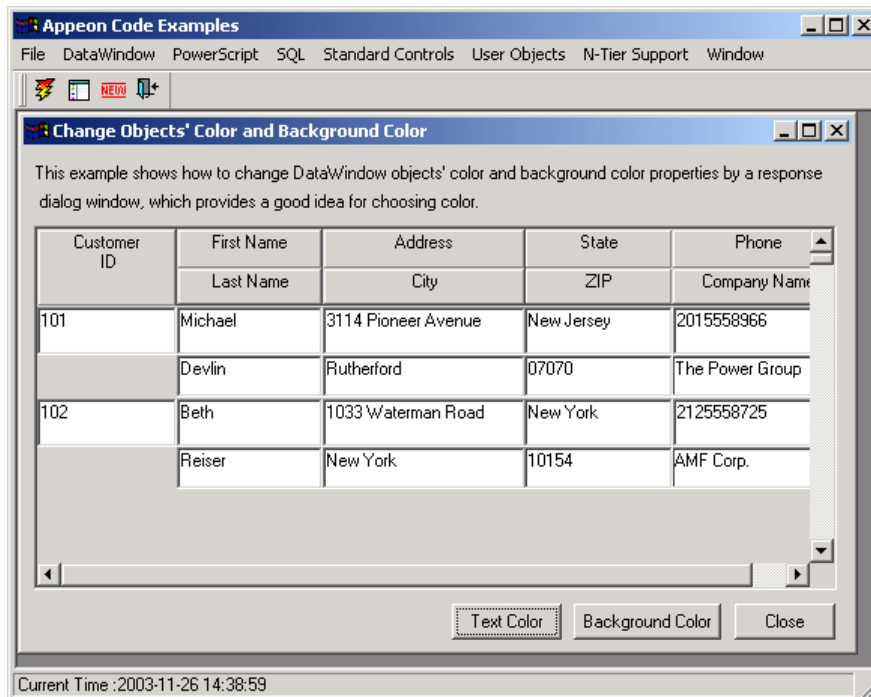 Appeon Code Examples
File DataWindow PowerScript SQL Standard Controls User Objects N-Tier Support Window
NEW
Change Objects' Color and Background Color
This example shows how to change DataWindow objects' color and background color properties by a response
dialog window, which provides a good idea for choosing color.
Customer ID First Name Address State Phone
Last Name City ZIP Company Name
101 Michael 3114 Pioneer Avenue New Jersey 2015558966
Devlin Rutherford 07070 The Power Group
102 Beth 1033 Waterman Road New York 2125558725
Reiser New York 10154 AMF Corp.
Text Color Background Color Close
Current Time :2003-11-26 14:38:59